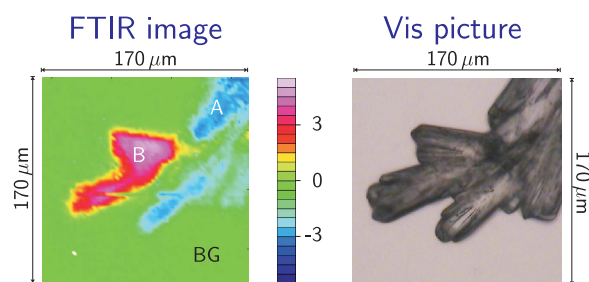 FTIR image
Vis picture
170 μm
170 μm
170 μm
170 μm
A
B
BG
3
0
-3